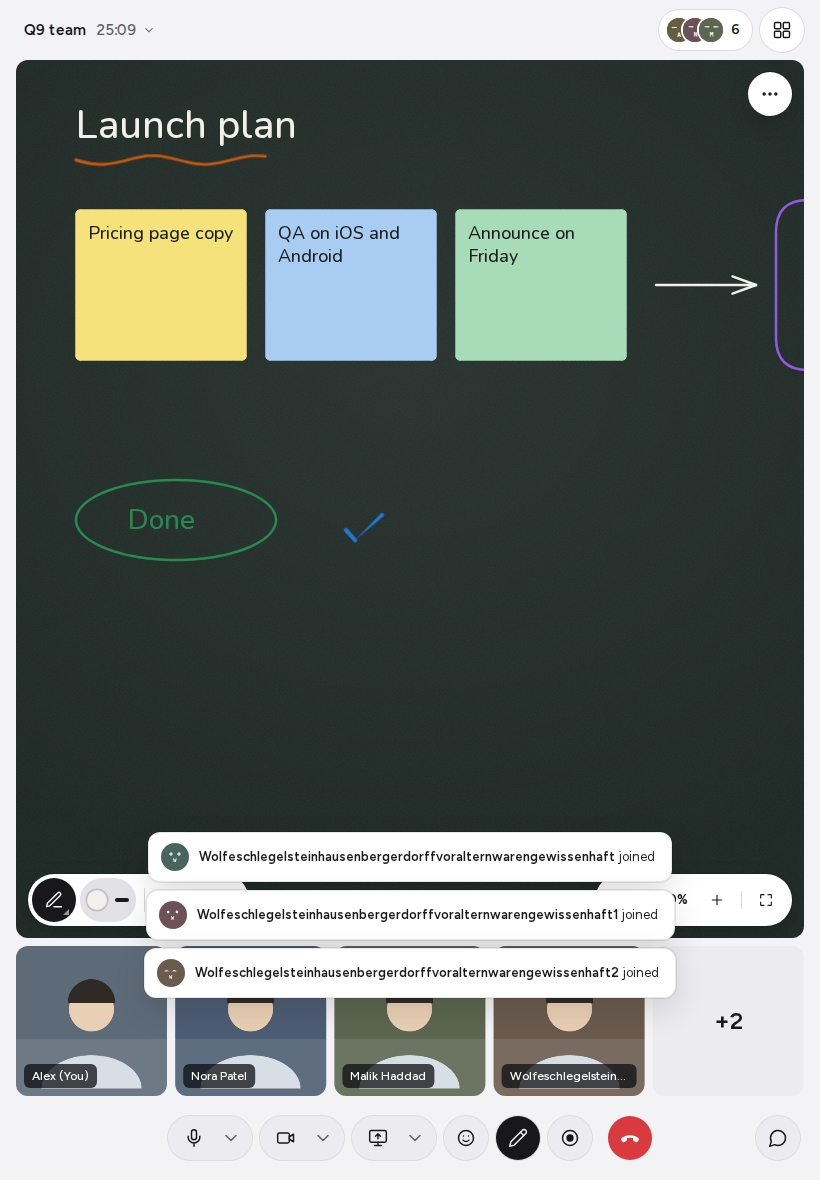 Q9 team 25:09
6
Launch plan
Pricing page copy
QA on iOS and
Android
Announce on
Friday
Done
Wolfeschlegelsteinhausenbergerdorffvoralternwarengewissenhaft joined
Wolfeschlegelsteinhausenbergerdorffvoralternwarengewissenhaft1 joined
Wolfeschlegelsteinhausenbergerdorffvoralternwarengewissenhaft2 joined
Alex (You)
Nora Patel
Malik Haddad
Wolfeschlegelstein...
+2